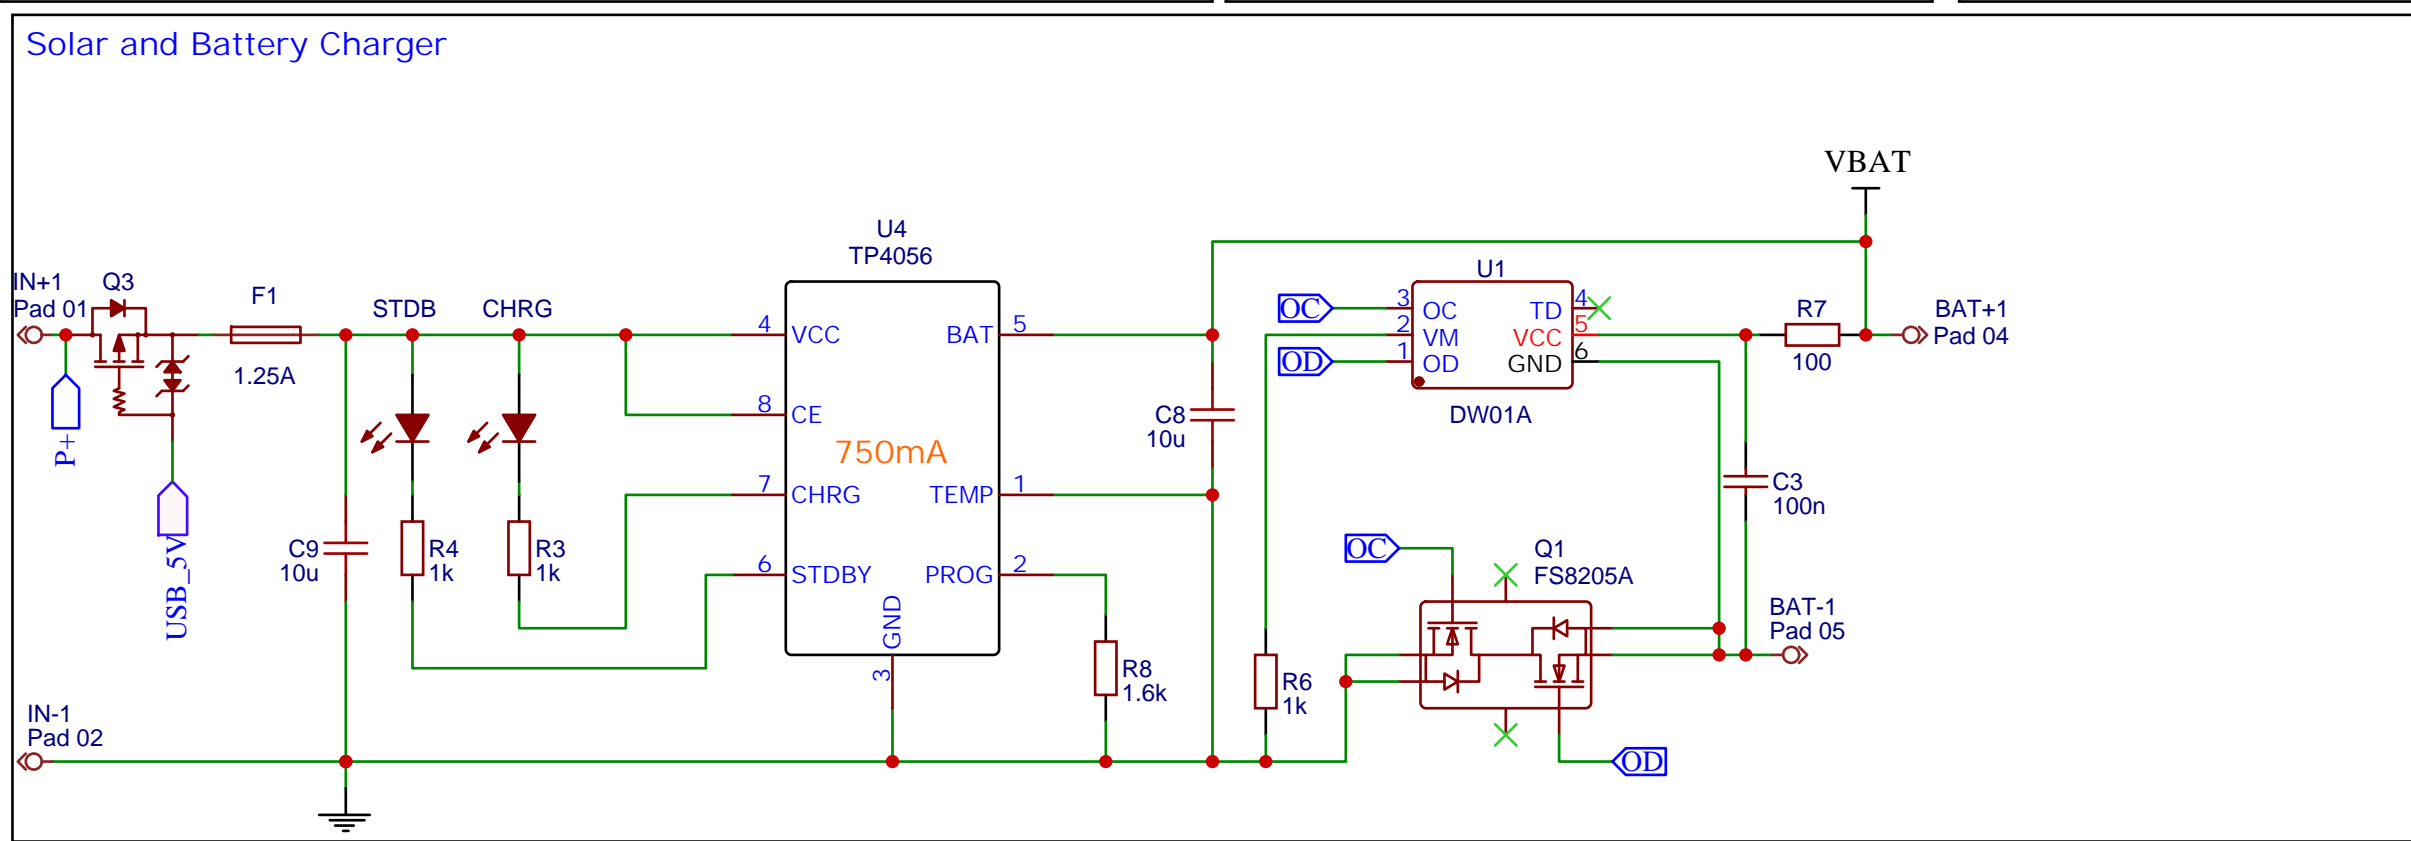 Solar and Battery Charger
VBAT
U4
TP4056
U1
IN+1
Pad 01
Q3
F1
1.25A
STDB
CHRG
P+
USB_5V
4
VCC
BAT
5
8
CE
750mA
7
CHRG
TEMP
1
6
STDBY
PROG
2
GND
3
C9
10u
R4
1k
R3
1k
C8
10u
R8
1.6k
R6
1k
OC
OD
3
OC
TD
4
2
VM
VCC
5
1
OD
GND
6
DW01A
R7
100
BAT+1
Pad 04
C3
100n
OC
Q1
FS8205A
BAT-1
Pad 05
OD
IN-1
Pad 02